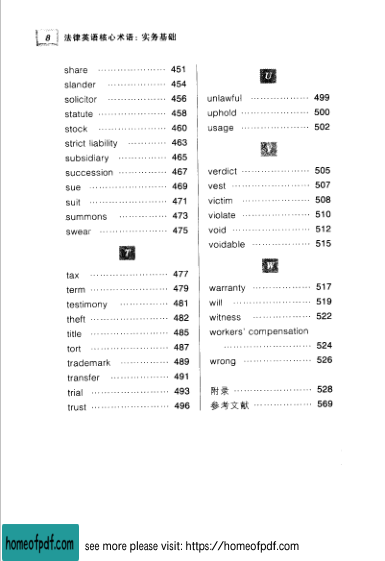 8 法律英语核心术语：实务基础
share ………………… 451
slander ………………… 454
solicitor ………………… 456
statute ………………… 458
stock ………………… 460
strict liability ………… 463
subsidiary ……………… 465
succession ……………… 467
sue ………………… 469
suit ………………… 471
summons ……………… 473
swear ………………… 475
T
tax ………………… 477
term ………………… 479
testimony ……………… 481
theft ………………… 482
title ………………… 485
tort ………………… 487
trademark ……………… 489
transfer ……………… 491
trial ………………… 493
trust ………………… 496
U
unlawful ……………… 499
uphold ………………… 500
usage ………………… 502
V
verdict ………………… 505
vest ………………… 507
victim ………………… 508
violate ………………… 510
void ………………… 512
voidable ……………… 515
W
warranty ……………… 517
will ………………… 519
witness ……………… 522
workers' compensation
………………… 524
wrong ………………… 526
附录 ………………… 528
参考文献 ……………… 569
homeofpdf.com
see more please visit: https://homeofpdf.com